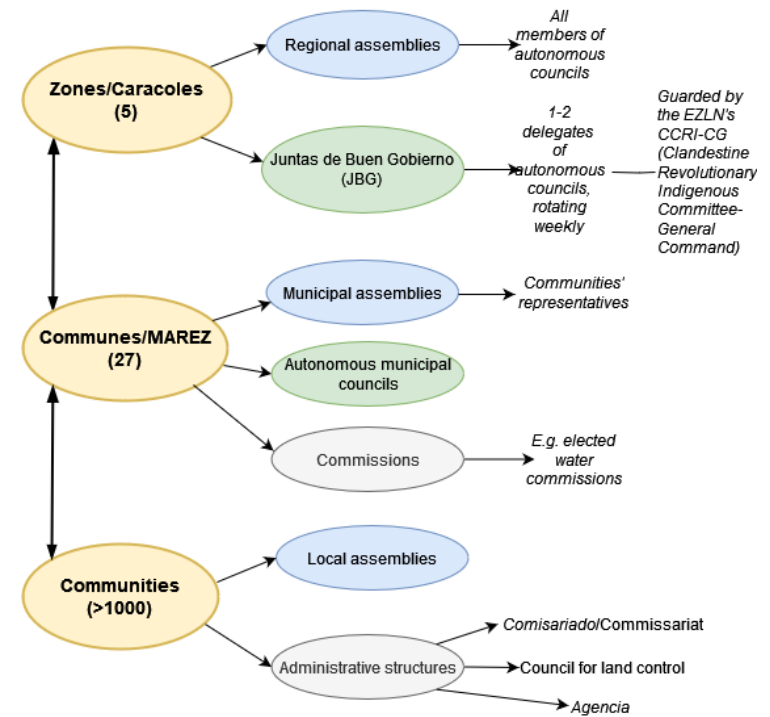 Zones/Caracoles
(5)
Regional assemblies
All
members of
autonomous
councils
Juntas de Buen Gobierno
(JBG)
1-2
delegates
of
autonomous
councils,
rotating
weekly
Guarded by
the EZLN's
CCRI-CG
(Clandestine
Revolutionary
Indigenous
Committee-
General
Command)
Communes/MAREZ
(27)
Municipal assemblies
Communities'
representatives
Autonomous municipal
councils
Commissions
E.g. elected
water
commissions
Communities
(>1000)
Local assemblies
Administrative structures
Comisariado/Commissariat
Council for land control
Agencia